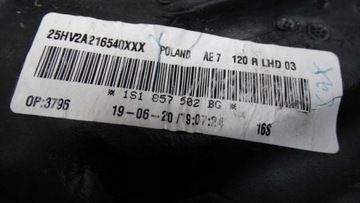 25HV2A216540XXX POLAND AE7 120 R LHD 03
* 1S1 857 502 BG *
OP:3796 19-06-20 /19:07:24 16S